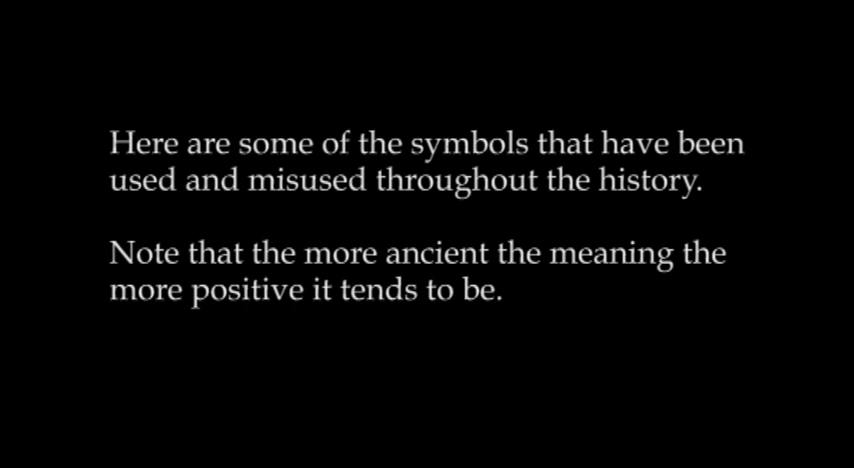 Here are some of the symbols that have been
used and misused throughout the history.
Note that the more ancient the meaning the
more positive it tends to be.